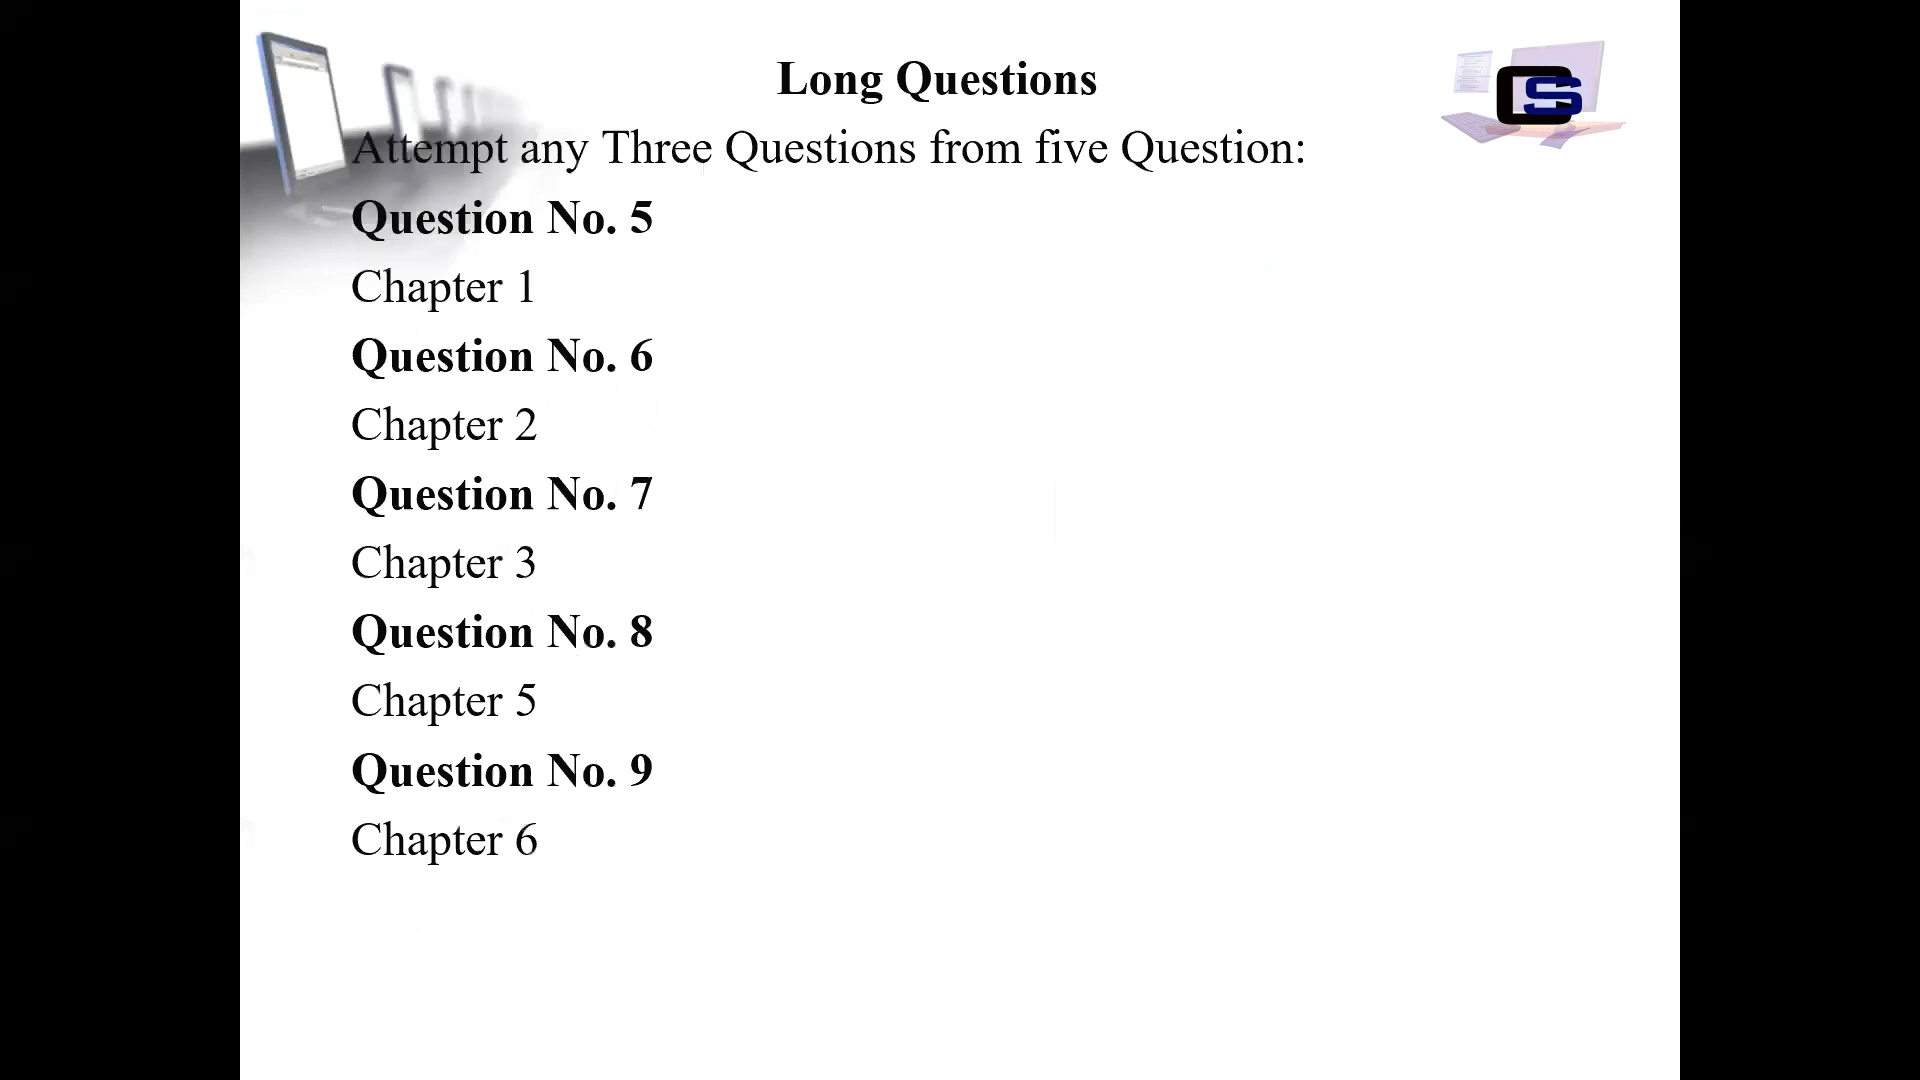 Long Questions
CS
Attempt any Three Questions from five Question:
Question No. 5
Chapter 1
Question No. 6
Chapter 2
Question No. 7
Chapter 3
Question No. 8
Chapter 5
Question No. 9
Chapter 6